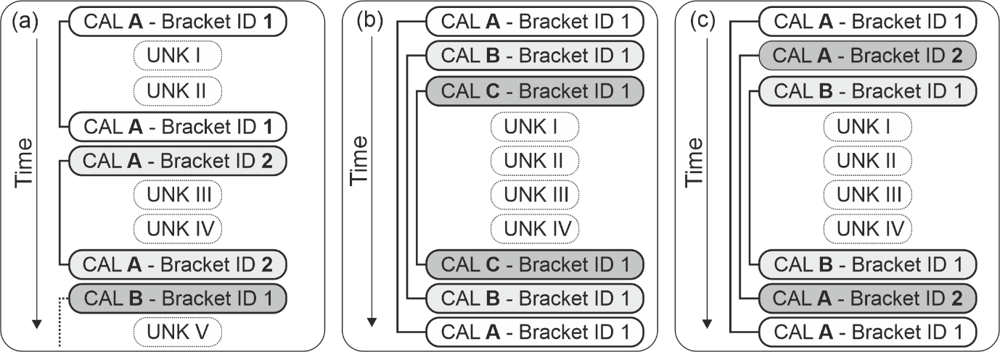 (a)
CAL A - Bracket ID 1
UNK I
UNK II
CAL A - Bracket ID 1
CAL A - Bracket ID 2
UNK III
UNK IV
CAL A - Bracket ID 2
CAL B - Bracket ID 1
UNK V
Time
(b)
CAL A - Bracket ID 1
CAL B - Bracket ID 1
CAL C - Bracket ID 1
UNK I
UNK II
UNK III
UNK IV
CAL C - Bracket ID 1
CAL B - Bracket ID 1
CAL A - Bracket ID 1
Time
(c)
CAL A - Bracket ID 1
CAL A - Bracket ID 2
CAL B - Bracket ID 1
UNK I
UNK II
UNK III
UNK IV
CAL B - Bracket ID 1
CAL A - Bracket ID 2
CAL A - Bracket ID 1
Time